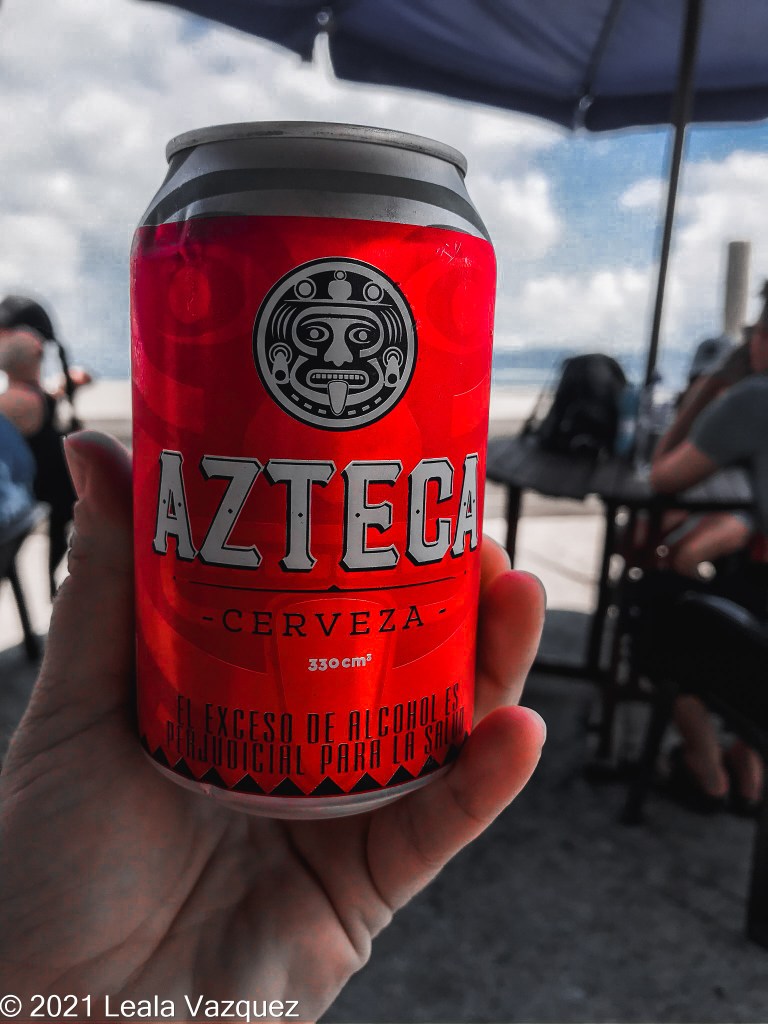 AZTECA
-CERVEZA-
330cm³
EL EXCESO DE ALCOHOL ES
PERJUDICIAL PARA LA SALUD
© 2021 Leala Vazquez